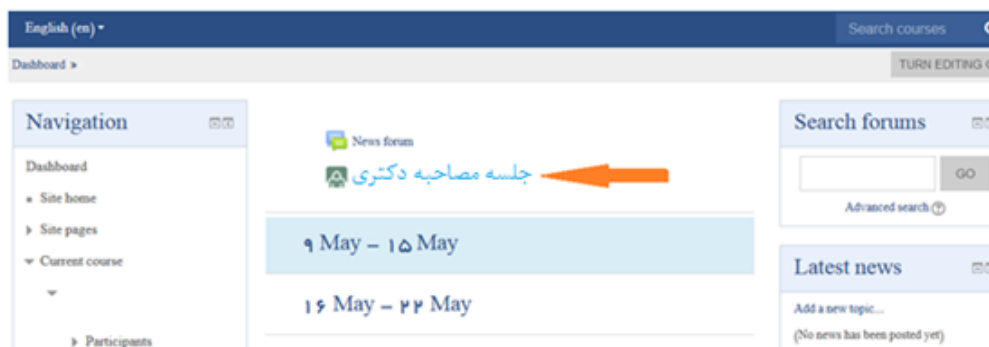 English (en)
Search courses
Dashboard
TURN EDITING
Navigation
Dashboard
Site home
Site pages
Current course
Participants
News forum
جلسه مصاحبه دکتری
۹ May – ۱۵ May
۱۶ May – ۲۲ May
Search forums
GO
Advanced search
Latest news
Add a new topic...
(No news has been posted yet)